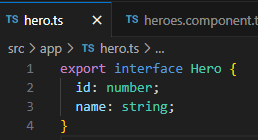 TS hero.ts × TS heroes.component.t
src > app > TS hero.ts > ...
1 export interface Hero {
2 id: number;
3 name: string;
4 }